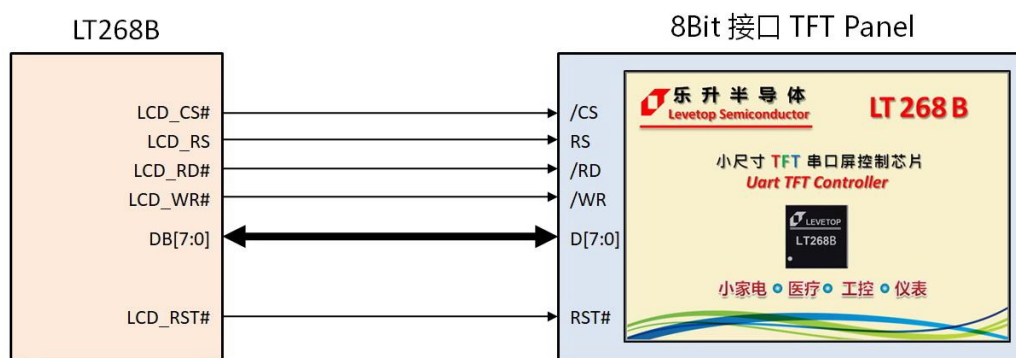 LT268B
8Bit 接口 TFT Panel
LCD_CS#
/CS
LCD_RS
RS
LCD_RD#
/RD
LCD_WR#
/WR
DB[7:0]
D[7:0]
LCD_RST#
RST#
乐升半导体
Levetop Semiconductor
LT268B
小尺寸 TFT 串口屏控制芯片
Uart TFT Controller
LEVETOP
LT268B
小家电 医疗 工控 仪表